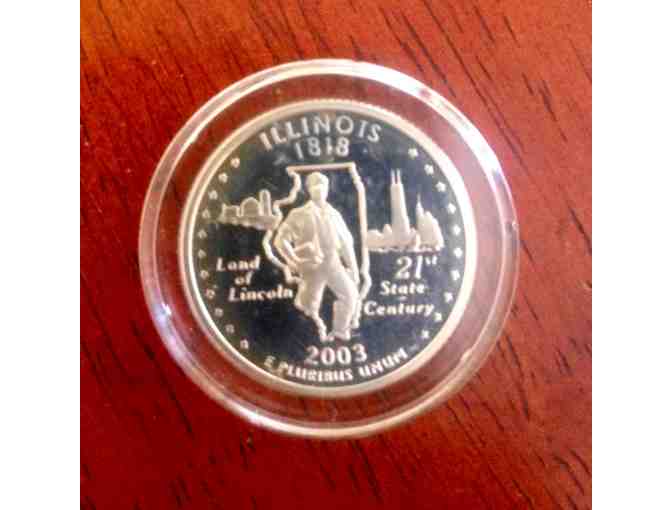 ILLINOIS
1818
Land
of
Lincoln
21st
State
Century
2003
E PLURIBUS UNUM